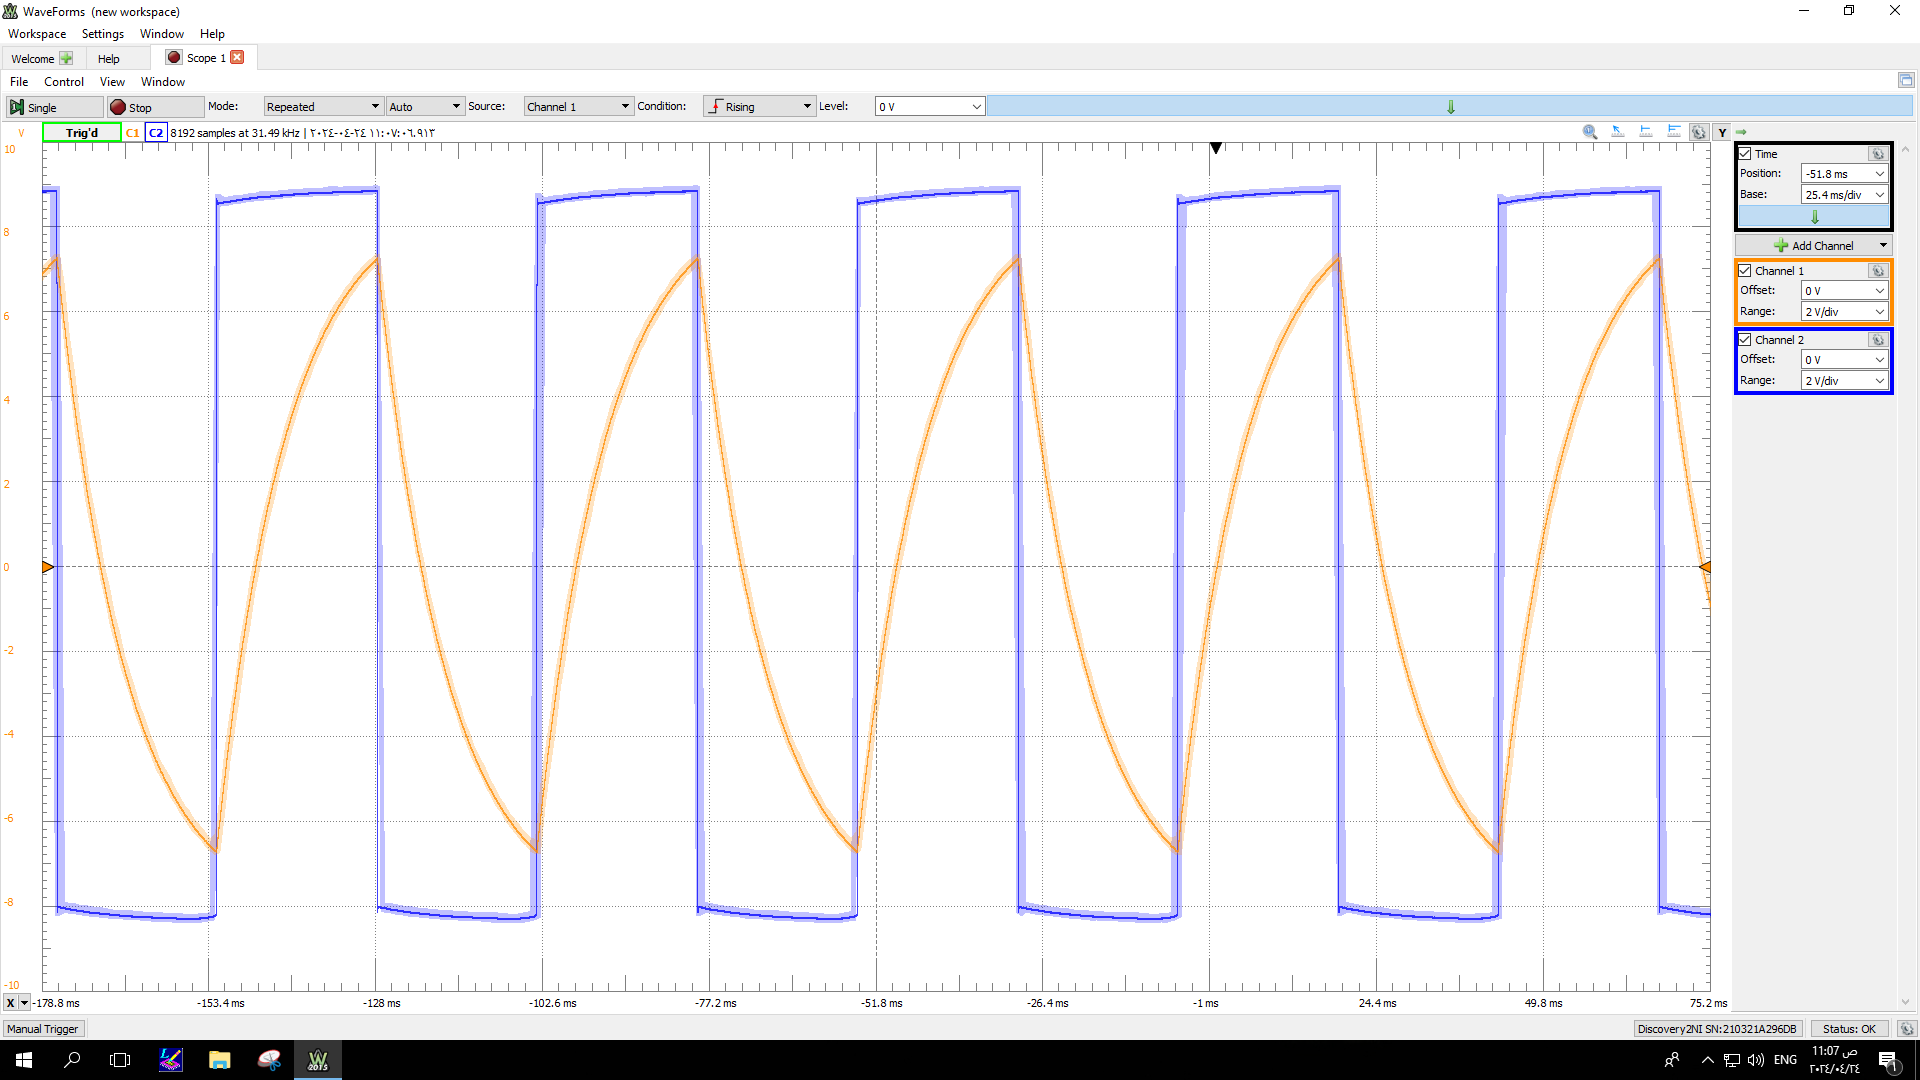 WaveForms (new workspace)
Workspace Settings Window Help
Welcome Help Scope 1
File Control View Window
Single Stop Mode: Repeated Auto Source: Channel 1 Condition: Rising Level: 0 V
V Trig'd C1 C2 8192 samples at 31.49 kHz | ٢٠٢٤-٠٤-٢٤ ١١:٠٧:٠٦.٩١٣ Y
10
8
6
4
2
0
-2
-4
-6
-8
-10
X -178.8 ms -153.4 ms -128 ms -102.6 ms -77.2 ms -51.8 ms -26.4 ms -1 ms 24.4 ms 49.8 ms 75.2 ms
Time
Position: -51.8 ms
Base: 25.4 ms/div
Add Channel
Channel 1
Offset: 0 V
Range: 2 V/div
Channel 2
Offset: 0 V
Range: 2 V/div
Manual Trigger Discovery2NI SN:210321A296DB Status: OK
W 2015 ENG 11:07 ص 1
٢٠٢٤/٠٤/٢٤